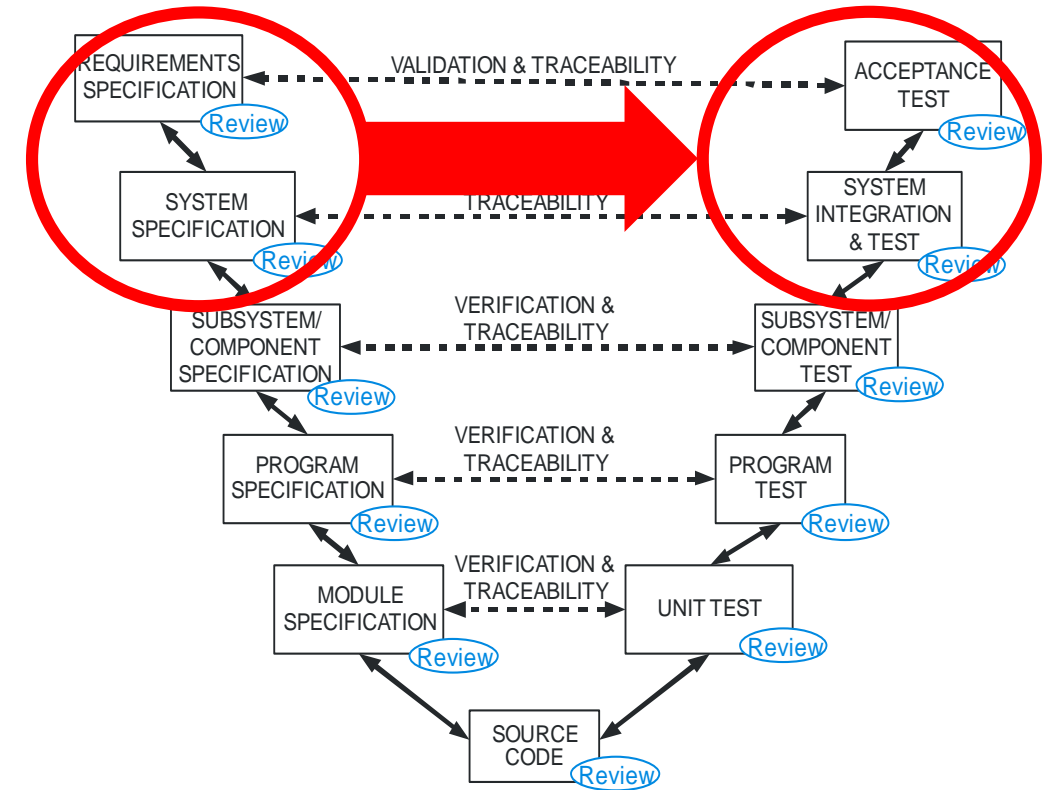 REQUIREMENTS
SPECIFICATION
Review
VALIDATION & TRACEABILITY
ACCEPTANCE
TEST
Review
SYSTEM
SPECIFICATION
Review
TRACEABILITY
SYSTEM
INTEGRATION
& TEST
Review
SUBSYSTEM/
COMPONENT
SPECIFICATION
Review
VERIFICATION &
TRACEABILITY
SUBSYSTEM/
COMPONENT
TEST
Review
PROGRAM
SPECIFICATION
Review
VERIFICATION &
TRACEABILITY
PROGRAM
TEST
Review
MODULE
SPECIFICATION
Review
VERIFICATION &
TRACEABILITY
UNIT TEST
Review
SOURCE
CODE
Review